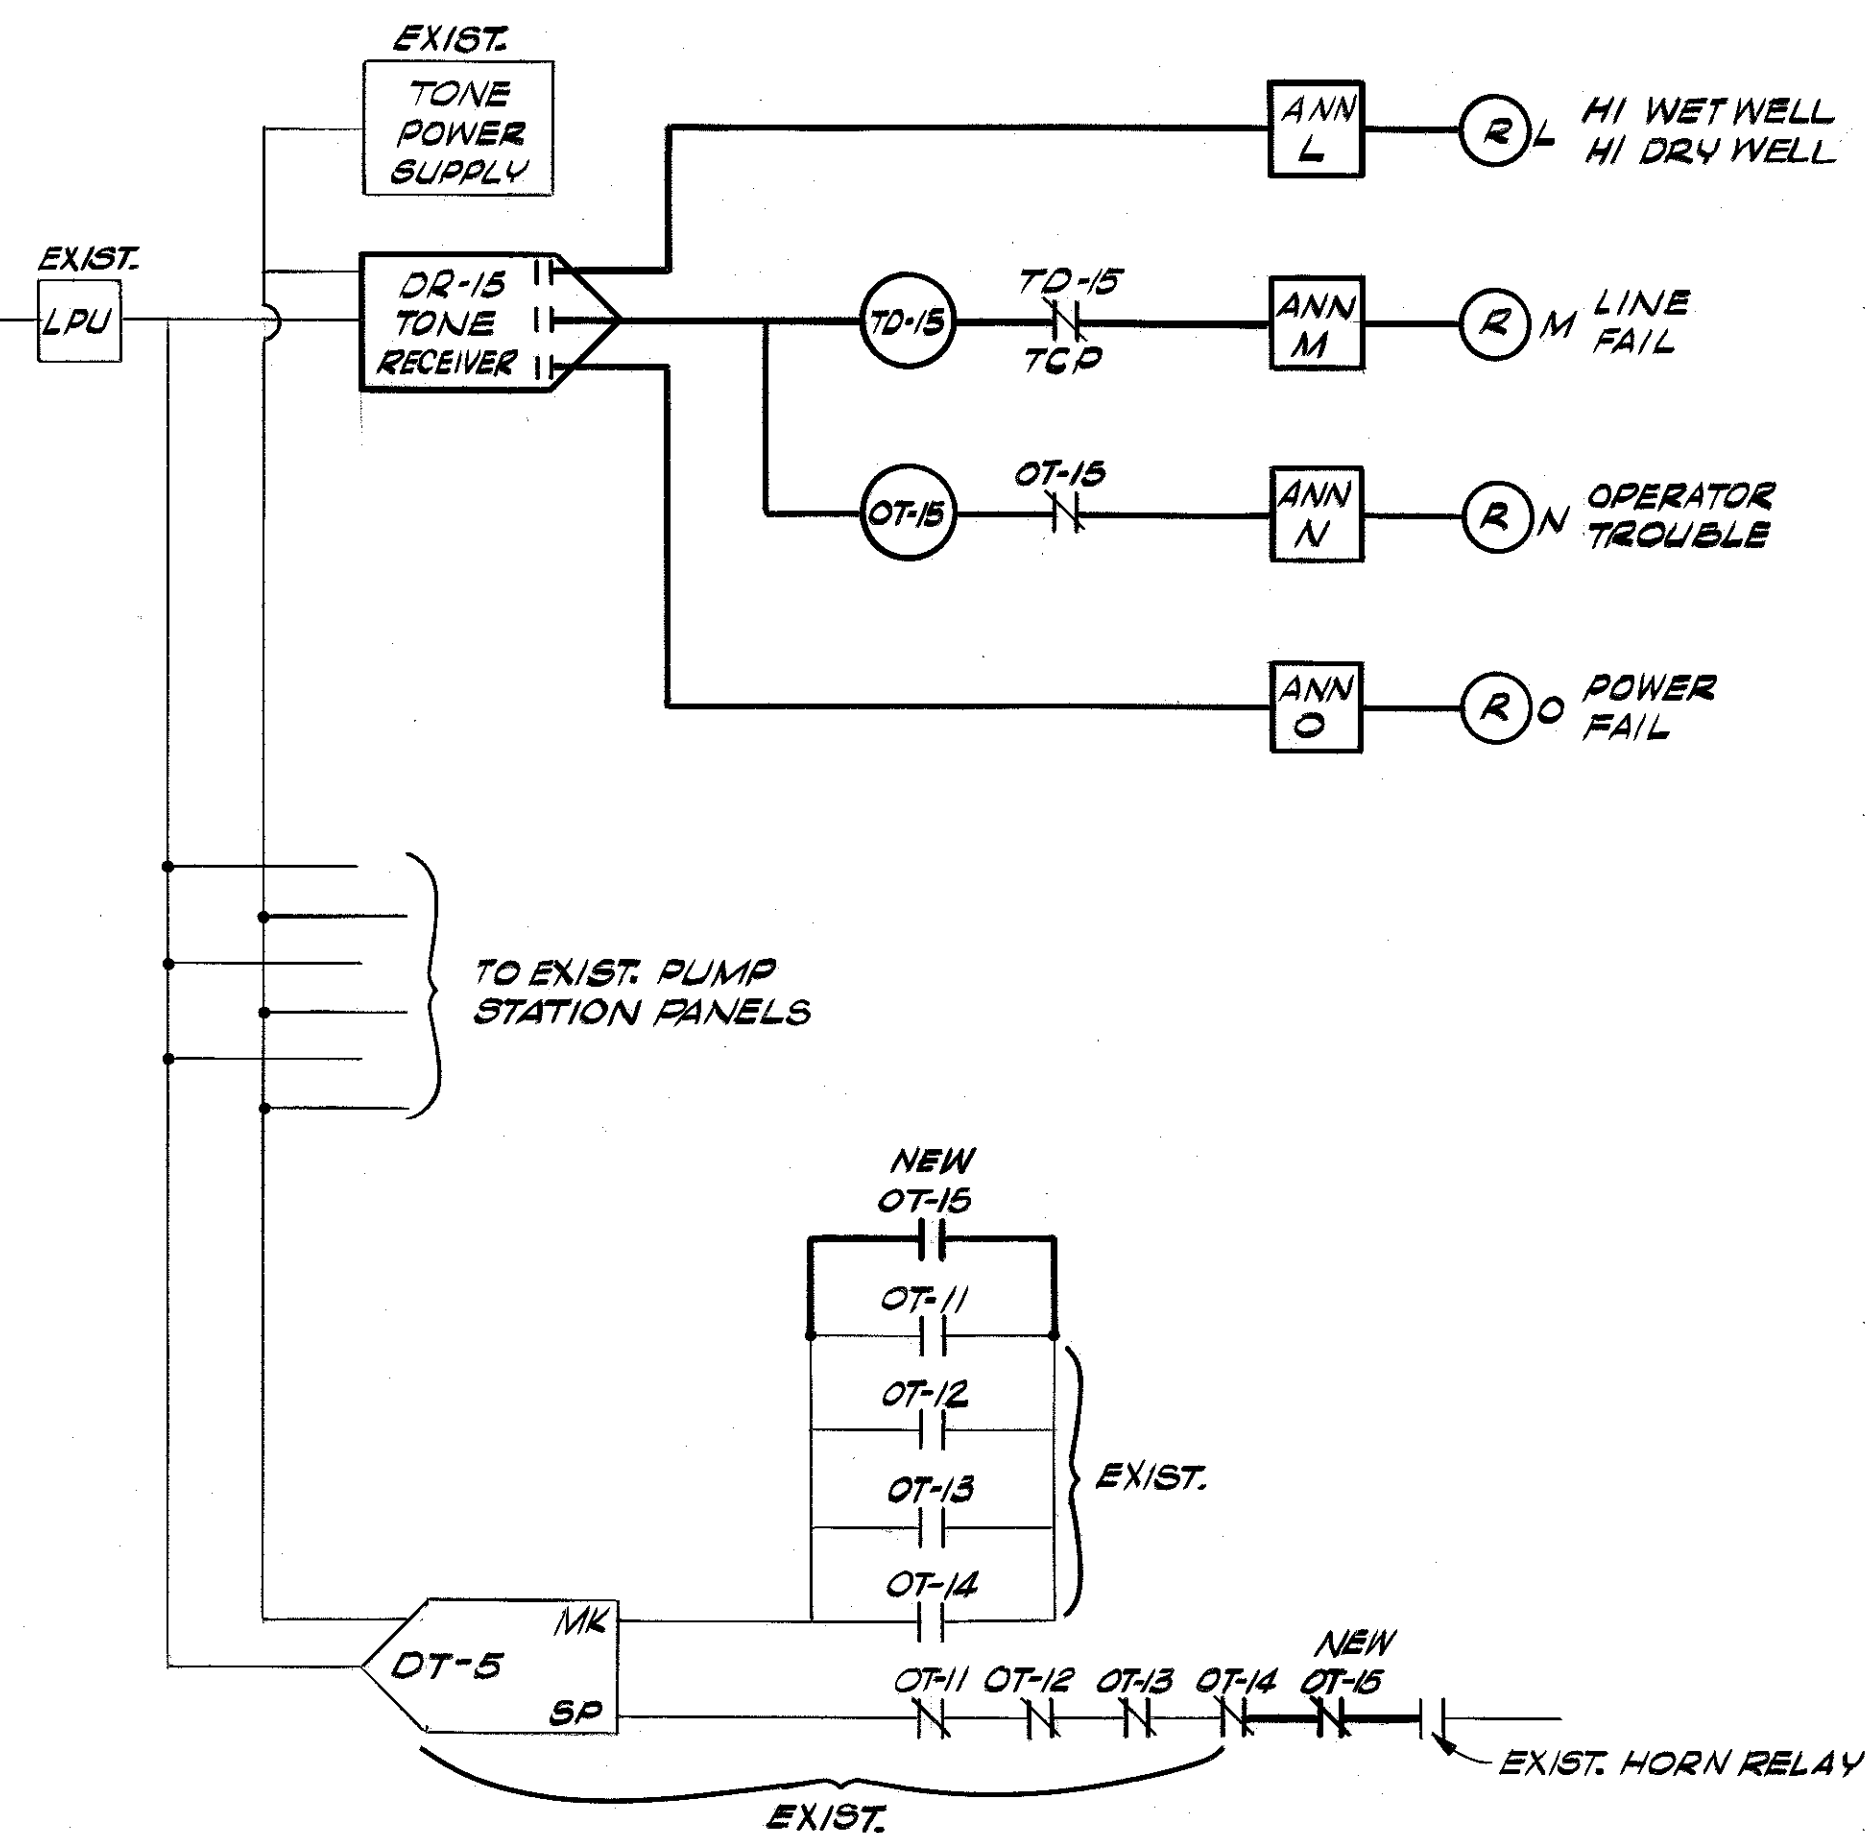 EXIST.
TONE
POWER
SUPPLY
ANN
L
R
L
HI WET WELL
HI DRY WELL
EXIST.
LPU
DR-15
TONE
RECEIVER
TD-15
TD-15
TCP
ANN
M
R
M
LINE
FAIL
OT-15
OT-15
ANN
N
R
N
OPERATOR
TROUBLE
ANN
O
R
O
POWER
FAIL
TO EXIST. PUMP
STATION PANELS
NEW
OT-15
OT-11
OT-12
OT-13
OT-14
EXIST.
MK
DT-5
SP
OT-11
OT-12
OT-13
OT-14
NEW
OT-15
EXIST. HORN RELAY
EXIST.